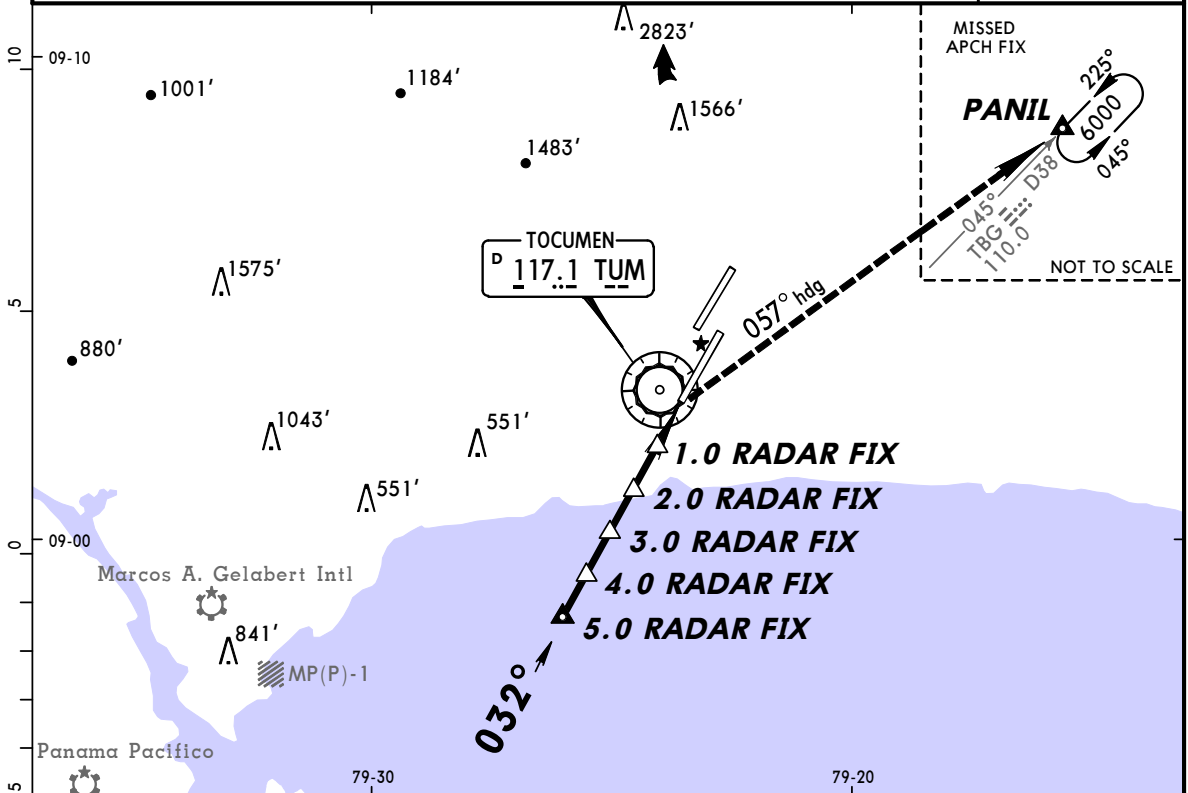 10
09-10
1001′
1184′
2823′
1566′
1483′
MISSED
APCH FIX
PANIL
225°
6000
045°
045°
D38
TBG
110.0
NOT TO SCALE
TOCUMEN
D 117.1 TUM
1575′
5
880′
057° hdg
1043′
551′
551′
1.0 RADAR FIX
2.0 RADAR FIX
3.0 RADAR FIX
4.0 RADAR FIX
5.0 RADAR FIX
0
09-00
Marcos A. Gelabert Intl
841′
MP(P)-1
032°
Panama Pacifico
5
79-30
79-20